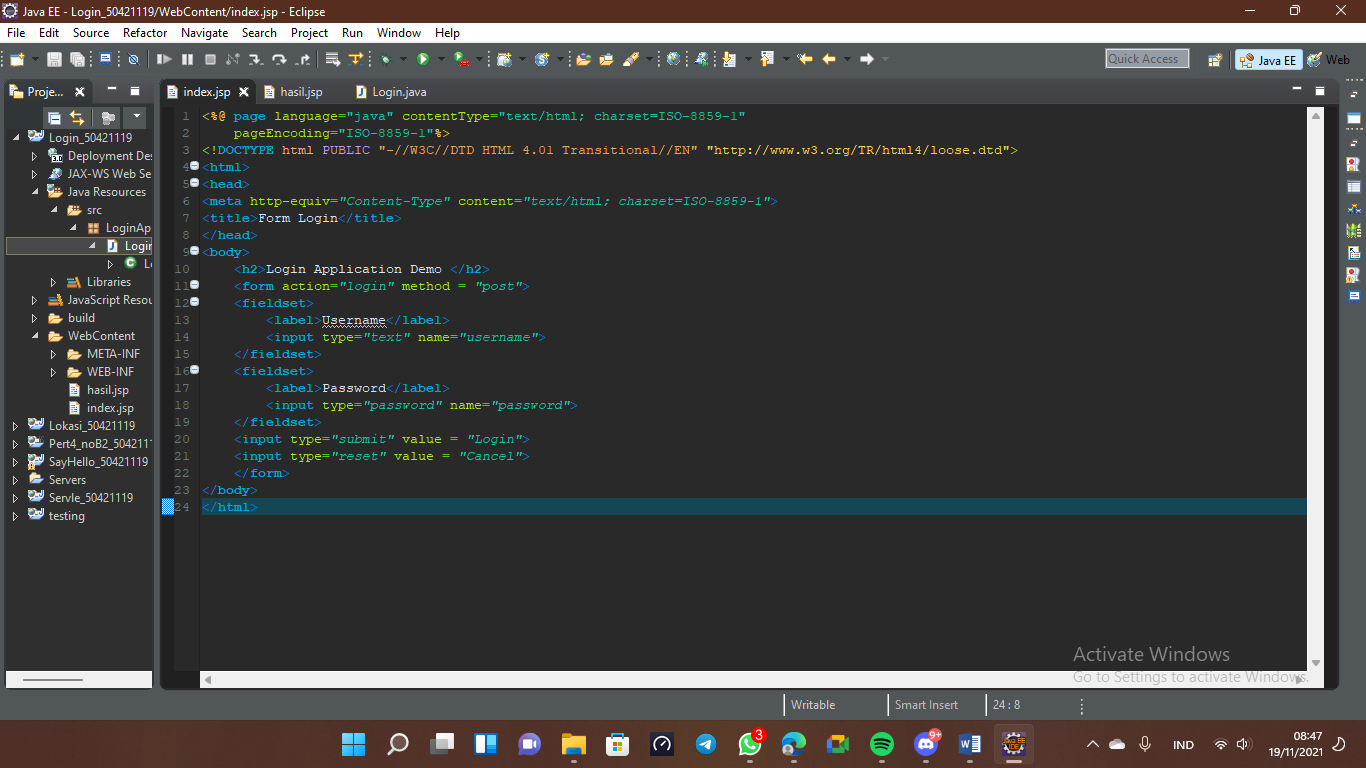 Java EE - Login_50421119/WebContent/index.jsp - Eclipse
File Edit Source Refactor Navigate Search Project Run Window Help
Quick Access Java EE Web
Proje... index.jsp hasil.jsp Login.java
Login_50421119
Deployment Des
JAX-WS Web Se
Java Resources
src
LoginAp
Login
Lo
Libraries
JavaScript Resou
build
WebContent
META-INF
WEB-INF
hasil.jsp
index.jsp
Lokasi_50421119
Pert4_noB2_504211
SayHello_50421119
Servers
Servle_50421119
testing
1 <%@ page language="java" contentType="text/html; charset=ISO-8859-1"
2     pageEncoding="ISO-8859-1"%>
3 <!DOCTYPE html PUBLIC "-//W3C//DTD HTML 4.01 Transitional//EN" "http://www.w3.org/TR/html4/loose.dtd">
4 <html>
5 <head>
6 <meta http-equiv="Content-Type" content="text/html; charset=ISO-8859-1">
7 <title>Form Login</title>
8 </head>
9 <body>
10     <h2>Login Application Demo </h2>
11     <form action="login" method = "post">
12     <fieldset>
13         <label>Username</label>
14         <input type="text" name="username">
15     </fieldset>
16     <fieldset>
17         <label>Password</label>
18         <input type="password" name="password">
19     </fieldset>
20     <input type="submit" value = "Login">
21     <input type="reset" value = "Cancel">
22     </form>
23 </body>
24 </html>
Activate Windows
Go to Settings to activate Windows.
Writable Smart Insert 24 : 8
3 9+ JAVA EE IDE IND 08:47
19/11/2021